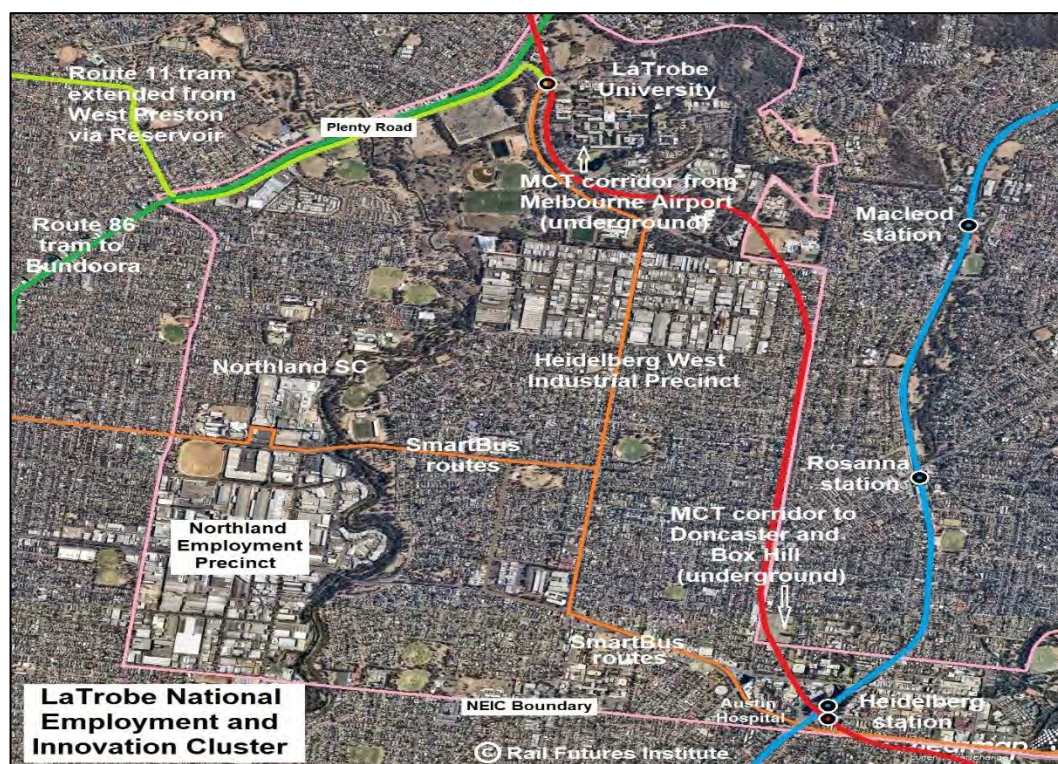 Route 11 tram
extended from
West Preston
via Reservoir
Plenty Road
LaTrobe
University
MCT corridor from
Melbourne Airport
(underground)
Macleod
station
Route 86
tram to
Bundoora
Northland SC
Heidelberg West
Industrial Precinct
SmartBus
routes
Rosanna
station
MCT corridor to
Doncaster and
Box Hill
(underground)
Northland
Employment
Precinct
SmartBus
routes
LaTrobe National
Employment and
Innovation Cluster
NEIC Boundary
Austin
Hospital
Heidelberg
station
© Rail Futures Institute
nearmap